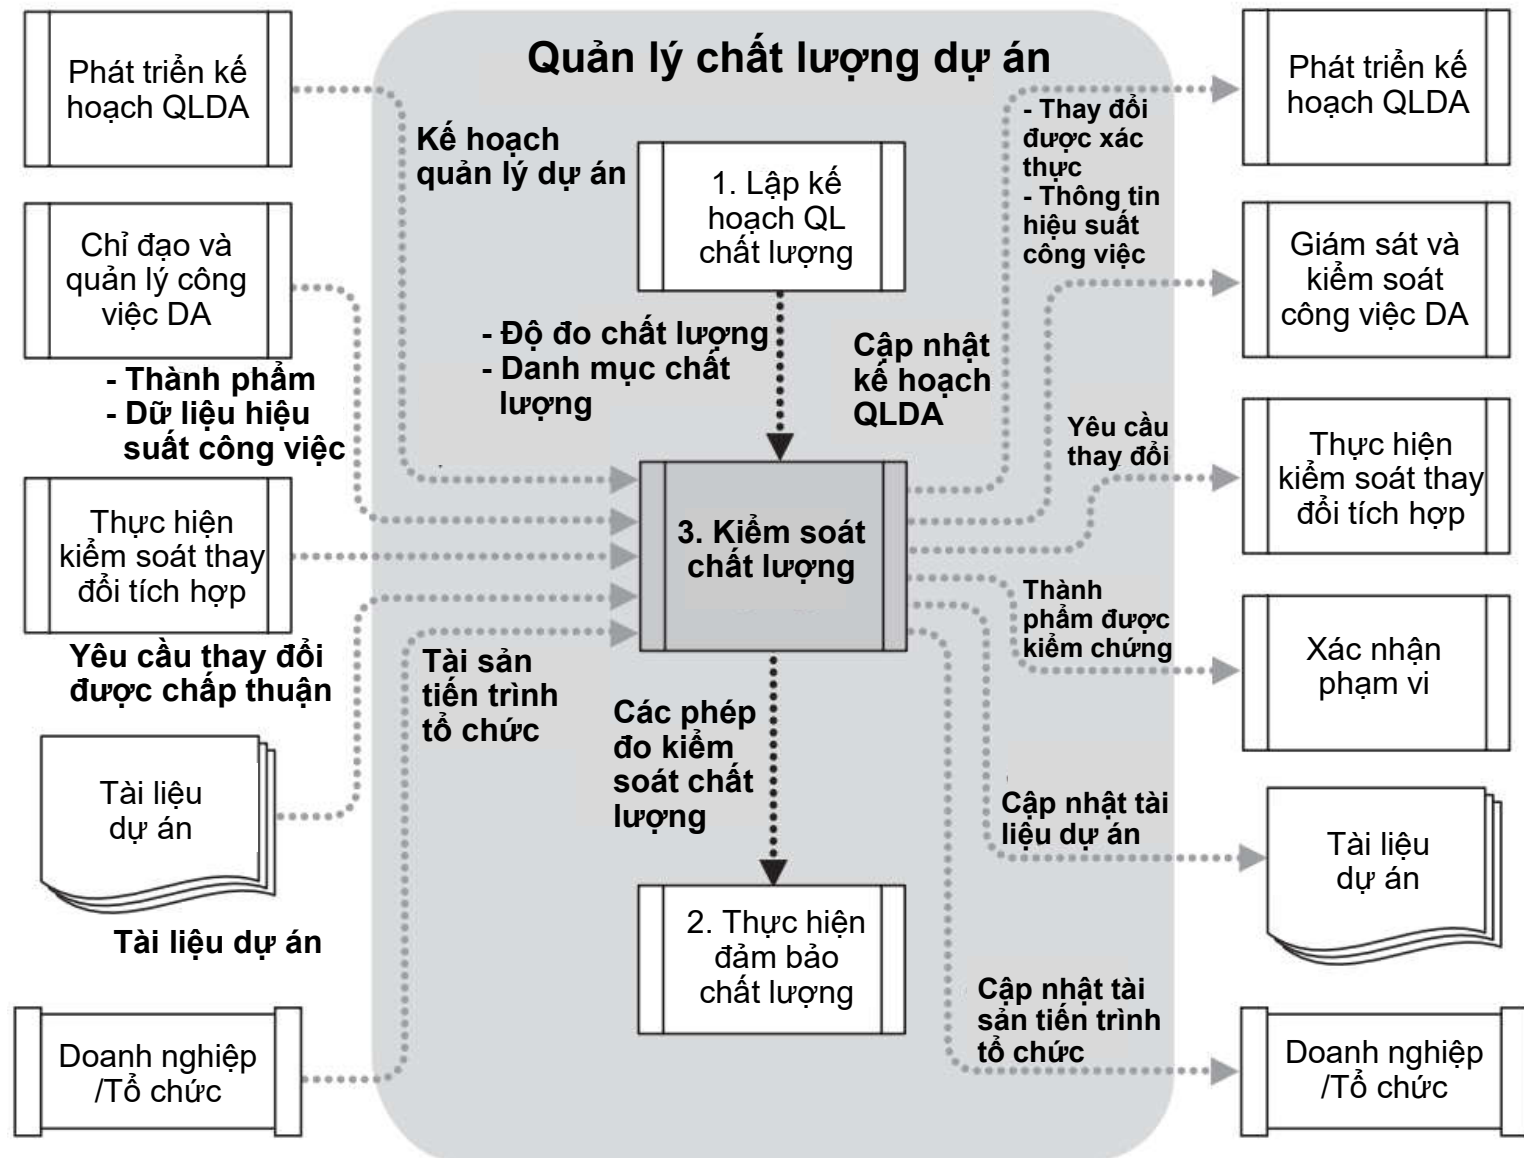 Quản lý chất lượng dự án
Phát triển kế
hoạch QLDA
Chỉ đạo và
quản lý công
việc DA
- Thành phẩm
- Dữ liệu hiệu
suất công việc
Thực hiện
kiểm soát thay
đổi tích hợp
Yêu cầu thay đổi
được chấp thuận
Tài liệu
dự án
Tài liệu dự án
Doanh nghiệp
/Tổ chức
Kế hoạch
quản lý dự án
1. Lập kế
hoạch QL
chất lượng
- Độ đo chất lượng
- Danh mục chất
lượng
3. Kiểm soát
chất lượng
Tài sản
tiến trình
tổ chức
Các phép
đo kiểm
soát chất
lượng
2. Thực hiện
đảm bảo
chất lượng
- Thay đổi
được xác
thực
- Thông tin
hiệu suất
công việc
Cập nhật
kế hoạch
QLDA
Yêu cầu
thay đổi
Thành
phẩm được
kiểm chứng
Cập nhật tài
liệu dự án
Cập nhật tài
sản tiến trình
tổ chức
Phát triển kế
hoạch QLDA
Giám sát và
kiểm soát
công việc DA
Thực hiện
kiểm soát thay
đổi tích hợp
Xác nhận
phạm vi
Tài liệu
dự án
Doanh nghiệp
/Tổ chức